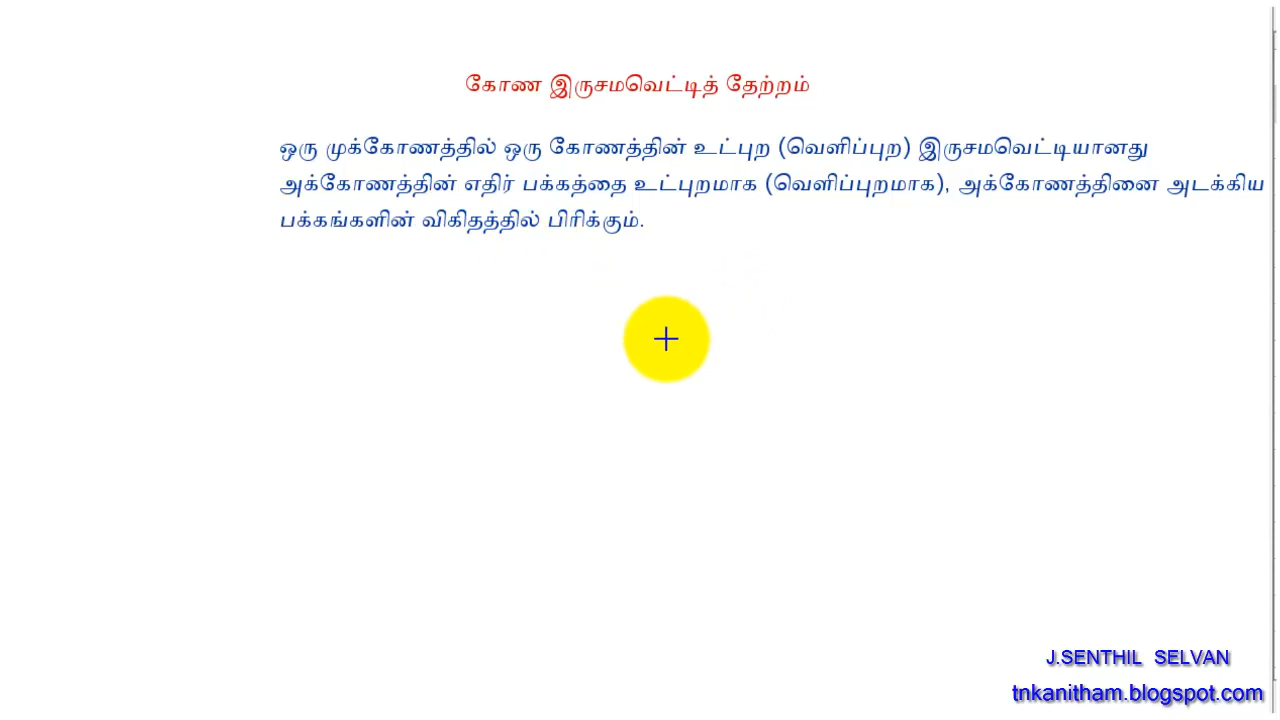 கோண இருசமவெட்டித் தேற்றம்
ஒரு முக்கோணத்தில் ஒரு கோணத்தின் உட்புற (வெளிப்புற) இருசமவெட்டியானது
அக்கோணத்தின் எதிர் பக்கத்தை உட்புறமாக (வெளிப்புறமாக), அக்கோணத்தினை அடக்கிய
பக்கங்களின் விகிதத்தில் பிரிக்கும்.
J.SENTHIL SELVAN
tnkanitham.blogspot.com